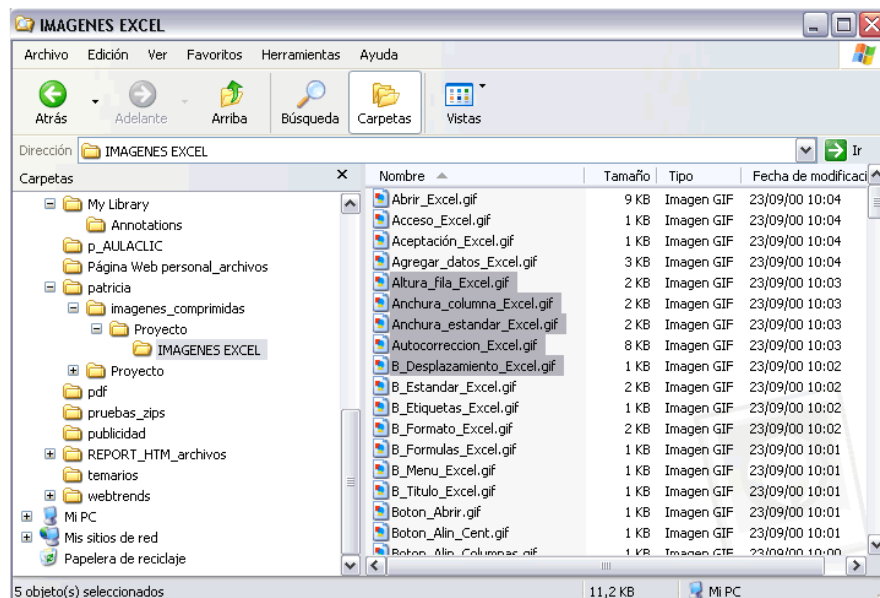 IMAGENES EXCEL
Archivo Edición Ver Favoritos Herramientas Ayuda
Atrás Adelante Arriba Búsqueda Carpetas Vistas
Dirección IMAGENES EXCEL Ir
Carpetas
My Library
Annotations
p_AULACLIC
Página Web personal_archivos
patricia
imagenes_comprimidas
Proyecto
IMAGENES EXCEL
Proyecto
pdf
pruebas_zips
publicidad
REPORT_HTM_archivos
temarios
webtrends
Mi PC
Mis sitios de red
Papelera de reciclaje
Nombre Tamaño Tipo Fecha de modificaci
Abrir_Excel.gif 9 KB Imagen GIF 23/09/00 10:04
Acceso_Excel.gif 1 KB Imagen GIF 23/09/00 10:04
Aceptación_Excel.gif 1 KB Imagen GIF 23/09/00 10:04
Agregar_datos_Excel.gif 3 KB Imagen GIF 23/09/00 10:04
Altura_fila_Excel.gif 2 KB Imagen GIF 23/09/00 10:03
Anchura_columna_Excel.gif 2 KB Imagen GIF 23/09/00 10:03
Anchura_estandar_Excel.gif 2 KB Imagen GIF 23/09/00 10:03
Autocorreccion_Excel.gif 8 KB Imagen GIF 23/09/00 10:03
B_Desplazamiento_Excel.gif 1 KB Imagen GIF 23/09/00 10:02
B_Estandar_Excel.gif 2 KB Imagen GIF 23/09/00 10:02
B_Etiquetas_Excel.gif 1 KB Imagen GIF 23/09/00 10:02
B_Formato_Excel.gif 2 KB Imagen GIF 23/09/00 10:02
B_Formulas_Excel.gif 1 KB Imagen GIF 23/09/00 10:01
B_Menu_Excel.gif 1 KB Imagen GIF 23/09/00 10:01
B_Titulo_Excel.gif 1 KB Imagen GIF 23/09/00 10:01
Boton_Abrir.gif 1 KB Imagen GIF 23/09/00 10:01
Boton_Alin_Cent.gif 1 KB Imagen GIF 23/09/00 10:01
Boton_Alin_Columnas.gif 1 KB Imagen GIF 23/09/00 10:00
5 objeto(s) seleccionados 11,2 KB Mi PC